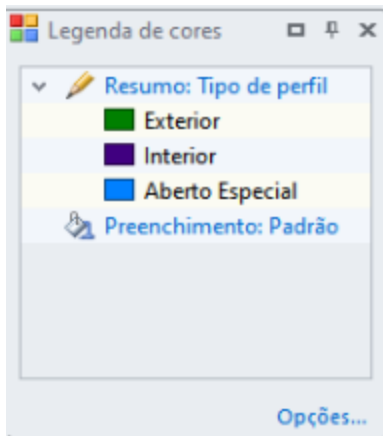 Legenda de cores
Resumo: Tipo de perfil
Exterior
Interior
Aberto Especial
Preenchimento: Padrão
Opções...